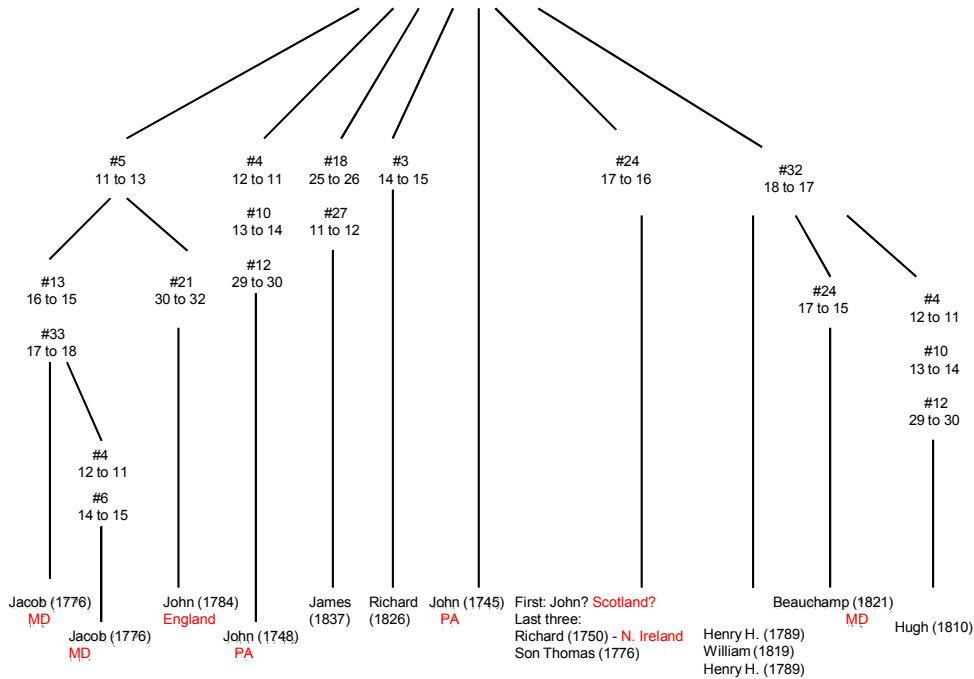 #5
11 to 13
#4
12 to 11
#10
13 to 14
#12
29 to 30
#18
25 to 26
#27
11 to 12
#3
14 to 15
#24
17 to 16
#32
18 to 17
#13
16 to 15
#33
17 to 18
#21
30 to 32
#24
17 to 15
#4
12 to 11
#10
13 to 14
#12
29 to 30
#4
12 to 11
#6
14 to 15
Jacob (1776)
MD
Jacob (1776)
MD
John (1784)
England
John (1748)
PA
James
(1837)
Richard
(1826)
John (1745)
PA
First: John? Scotland?
Last three:
Richard (1750) - N. Ireland
Son Thomas (1776)
Henry H. (1789)
William (1819)
Henry H. (1789)
Beauchamp (1821)
MD
Hugh (1810)